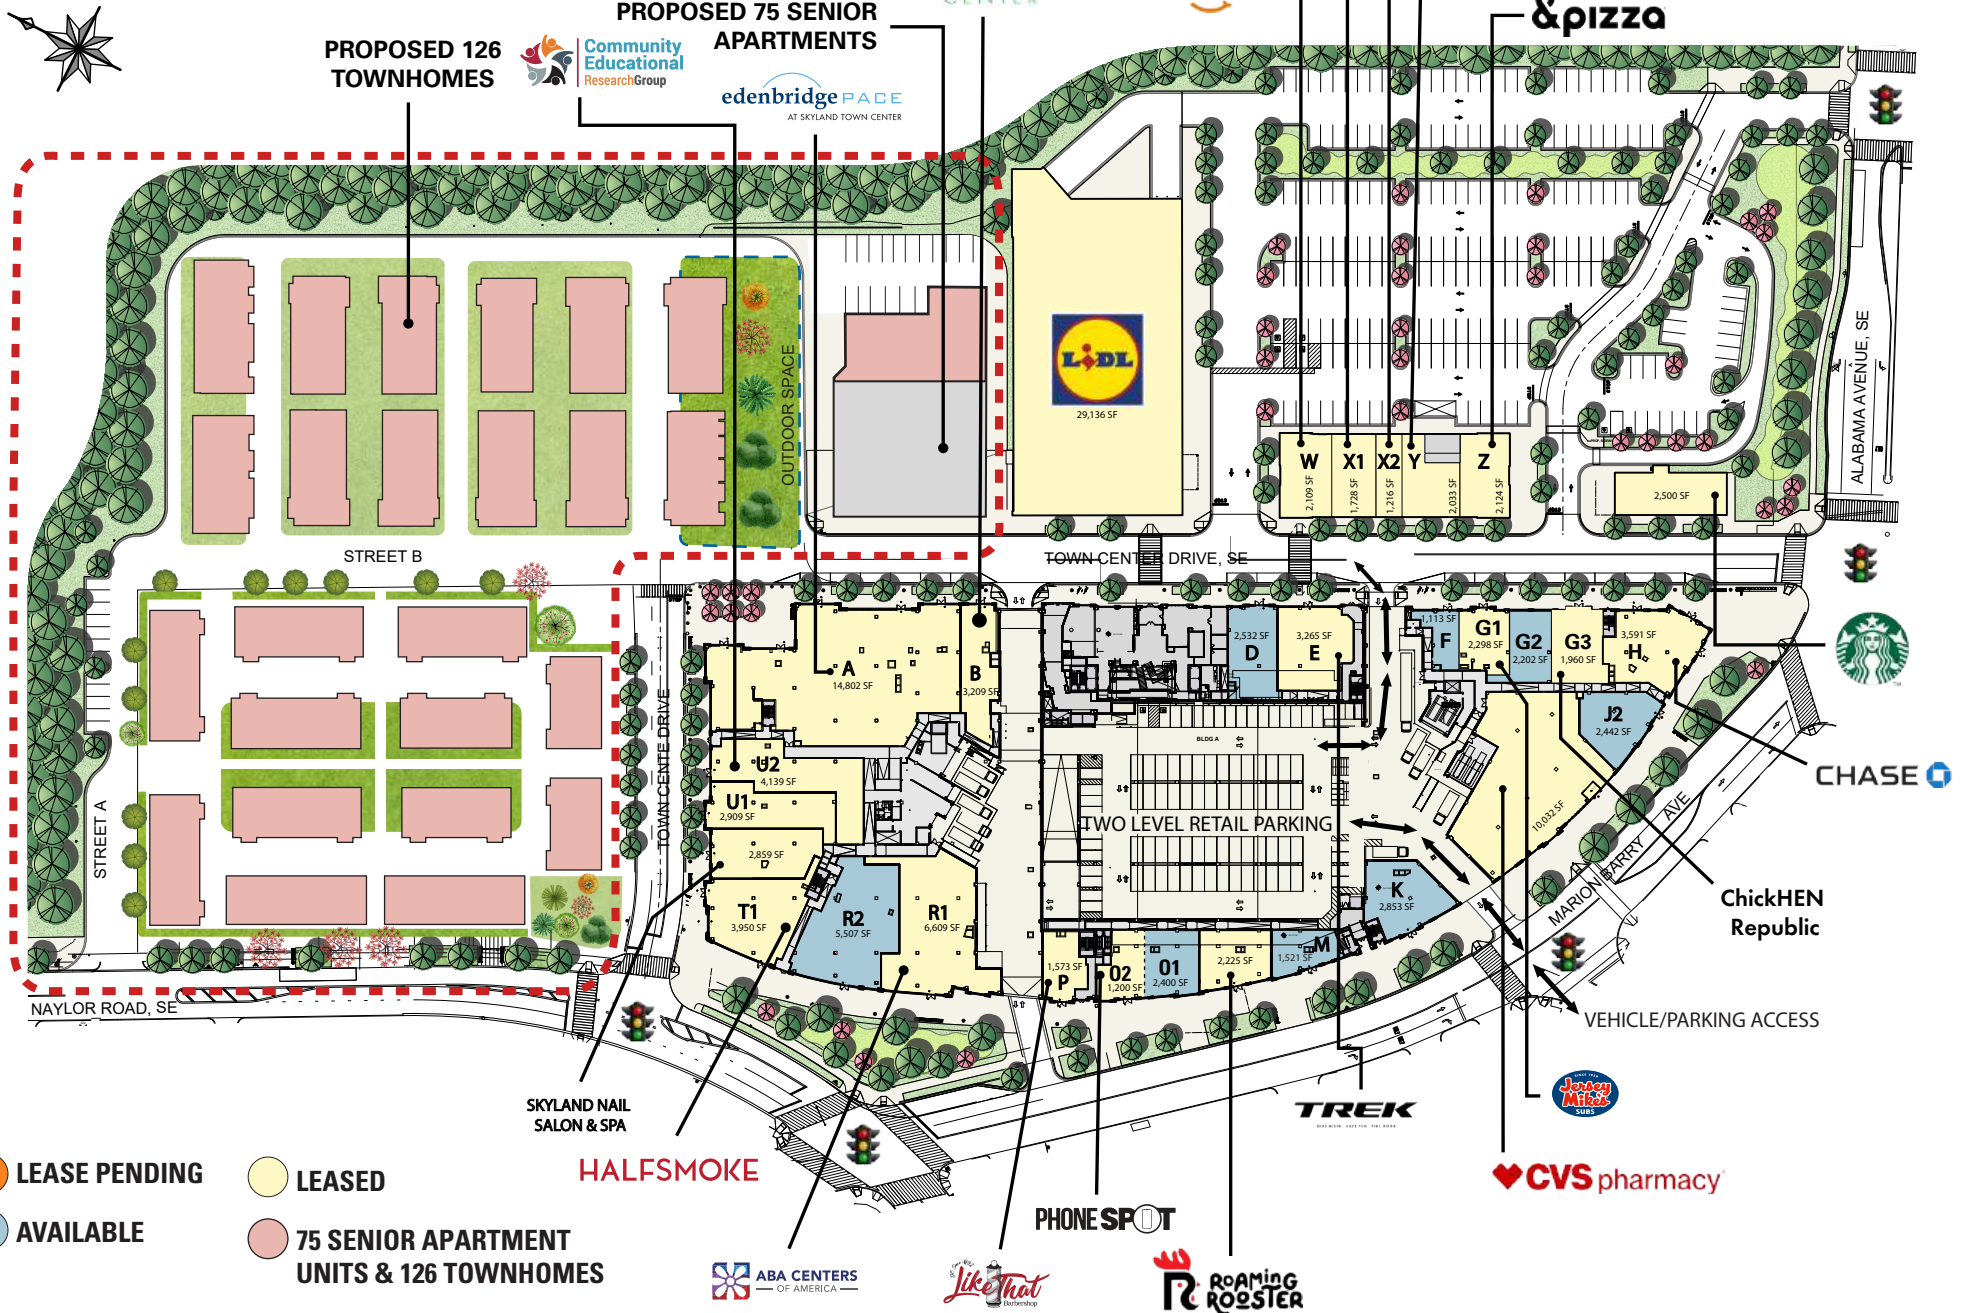 CENTER
&pizza
PROPOSED 75 SENIOR
APARTMENTS
PROPOSED 126
TOWNHOMES
Community
Educational
ResearchGroup
edenbridge PACE
AT SKYLAND TOWN CENTER
OUTDOOR SPACE
LIDL
29,136 SF
W
2,109 SF
X1
1,728 SF
X2
1,216 SF
Y
2,033 SF
Z
2,124 SF
2,500 SF
ALABAMA AVENUE, SE
STREET B
TOWN CENTER DRIVE, SE
STREET A
TOWN CENTE DRIVE
A
14,802 SF
B
3,209 SF
2,532 SF
D
3,265 SF
E
1,113 SF
F
G1
2,298 SF
G2
2,202 SF
G3
1,960 SF
3,591 SF
H
J2
2,442 SF
U2
4,139 SF
U1
2,909 SF
2,859 SF
T1
3,950 SF
R2
5,507 SF
R1
6,609 SF
BLDG A
TWO LEVEL RETAIL PARKING
10,032 SF
K
2,853 SF
M
1,521 SF
2,225 SF
O1
2,400 SF
O2
1,200 SF
1,573 SF
P
CHASE
MARION BARRY AVE
ChickHEN
Republic
NAYLOR ROAD, SE
VEHICLE/PARKING ACCESS
SKYLAND NAIL
SALON & SPA
HALFSMOKE
TREK
Jersey
Mike's
SUBS
CVS pharmacy
PHONE SPOT
ABA CENTERS
OF AMERICA
Like That
Barbershop
ROAMING
ROOSTER
LEASE PENDING
LEASED
AVAILABLE
75 SENIOR APARTMENT
UNITS & 126 TOWNHOMES